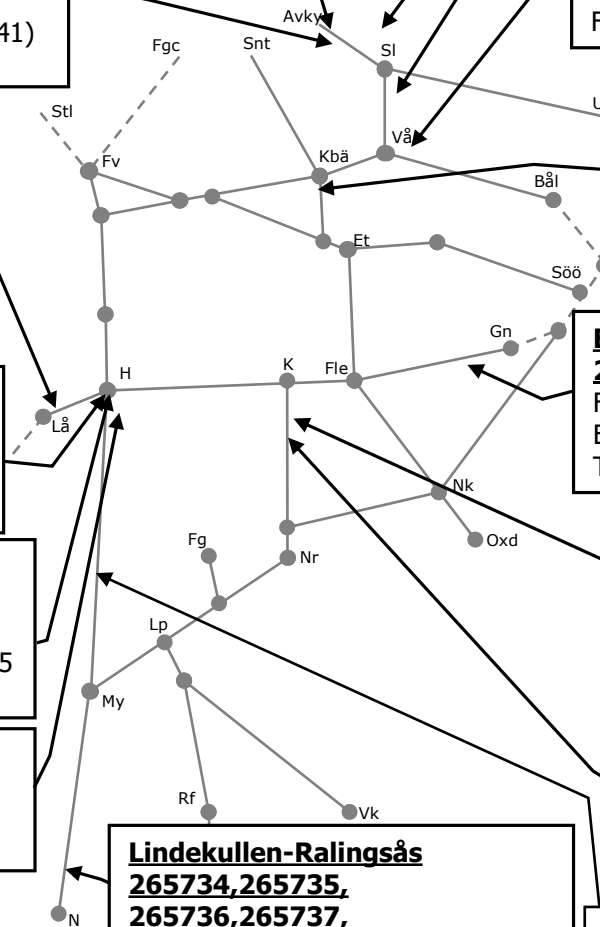 Avky
41)
F
Fgc
Snt
Sl
Stl
U
Vå
Fv
Kbä
Bål
Et
Söö
Gn
H
K
Fle
F
E
T
Lå
Nk
Fg
Nr
Oxd
Lp
5
My
Rf
Vk
Lindekullen-Ralingsås
265734,265735,
265736,265737,
N